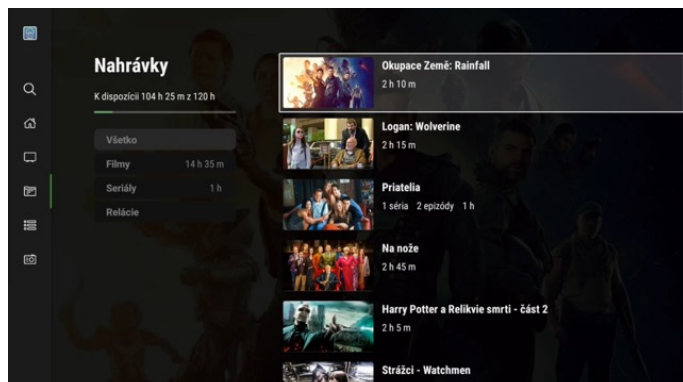 Nahrávky
K dispozícii 104 h 25 m z 120 h
Všetko
Filmy 14 h 35 m
Seriály 1 h
Relácie
Okupace Země: Rainfall
2 h 10 m
Logan: Wolverine
2 h 15 m
Priatelia
1 séria 2 epizódy 1 h
Na nože
2 h 45 m
Harry Potter a Relikvie smrti - část 2
2 h 5 m
Strážci - Watchmen